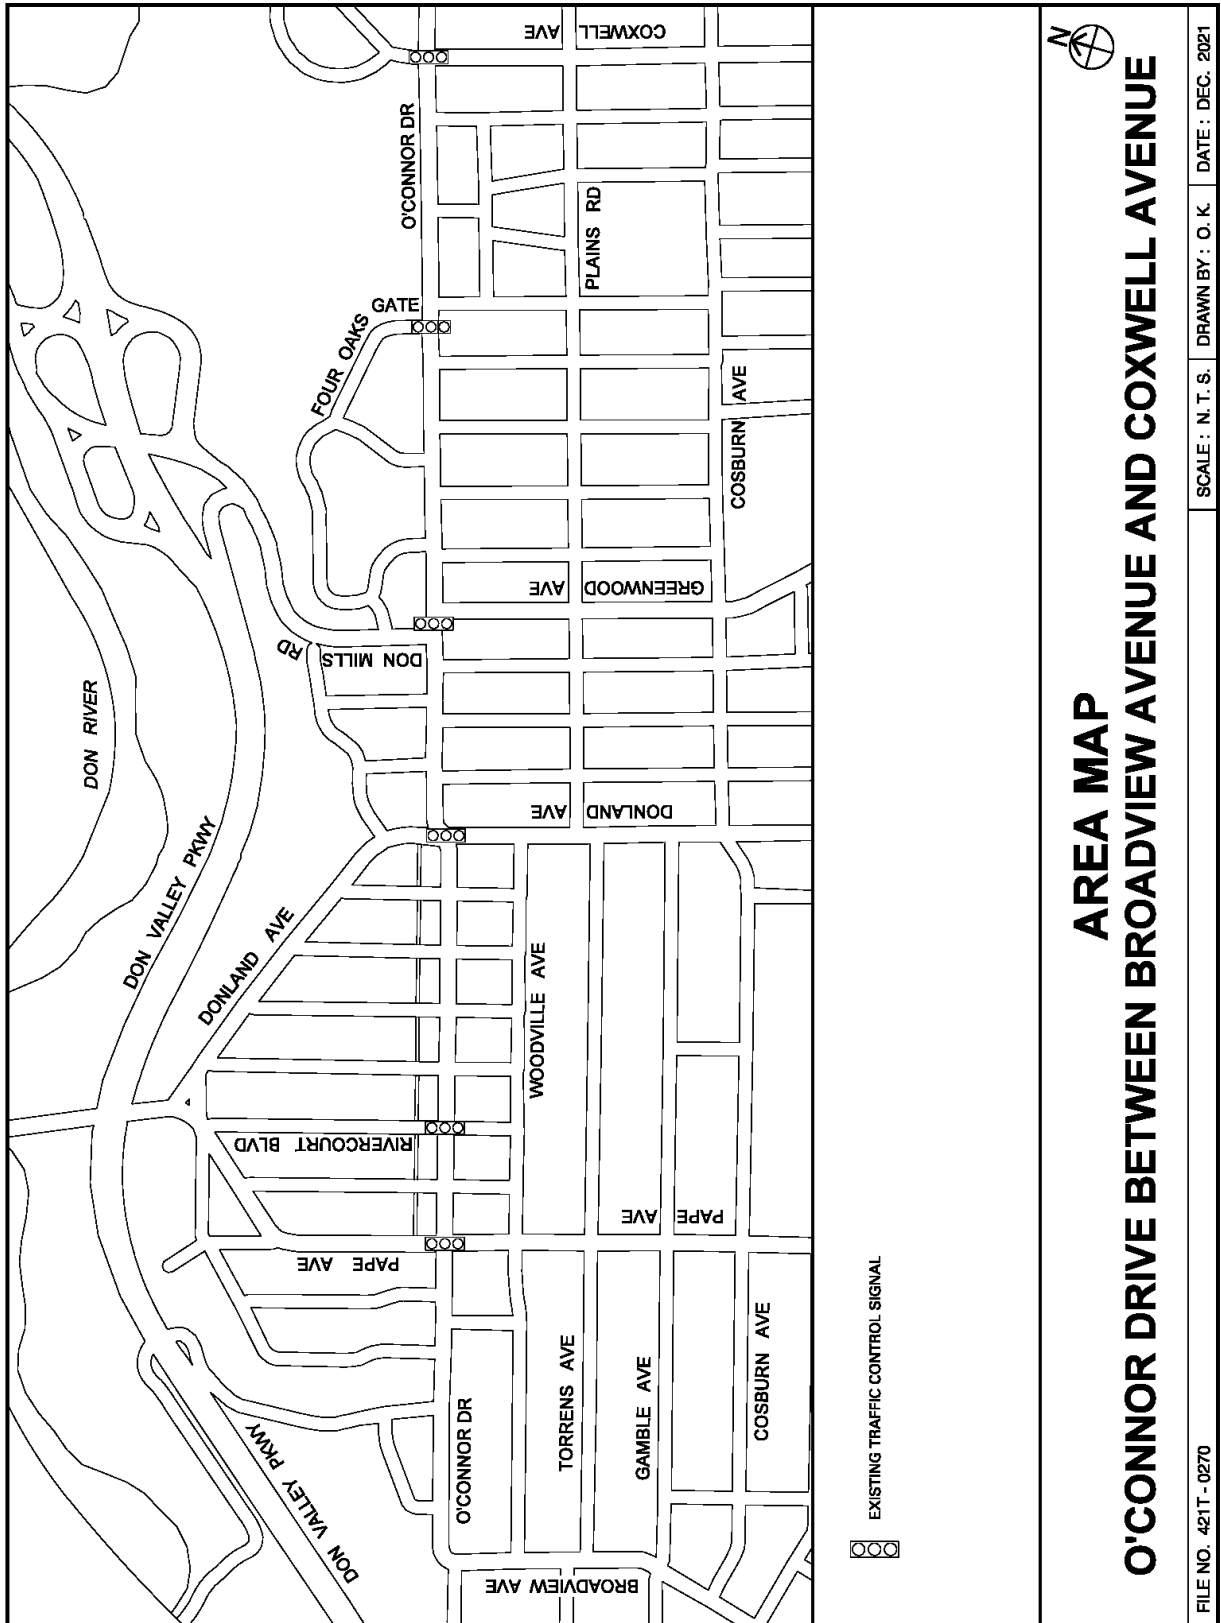 COXWELL AVE
O'CONNOR DR
PLAINS RD
FOUR OAKS GATE
COSBURN AVE
GREENWOOD AVE
DON MILLS RD
DON RIVER
DONLAND AVE
DON VALLEY PKWY
DONLAND AVE
WOODVILLE AVE
RIVERCOURT BLVD
PAPE AVE
PAPE AVE
DON VALLEY PKWY
O'CONNOR DR
TORRENS AVE
GAMBLE AVE
COSBURN AVE
BROADVIEW AVE
EXISTING TRAFFIC CONTROL SIGNAL
N
AREA MAP
O'CONNOR DRIVE BETWEEN BROADVIEW AVENUE AND COXWELL AVENUE
FILE NO. 421T - 0270
SCALE : N. T. S.
DRAWN BY : O. K.
DATE : DEC. 2021